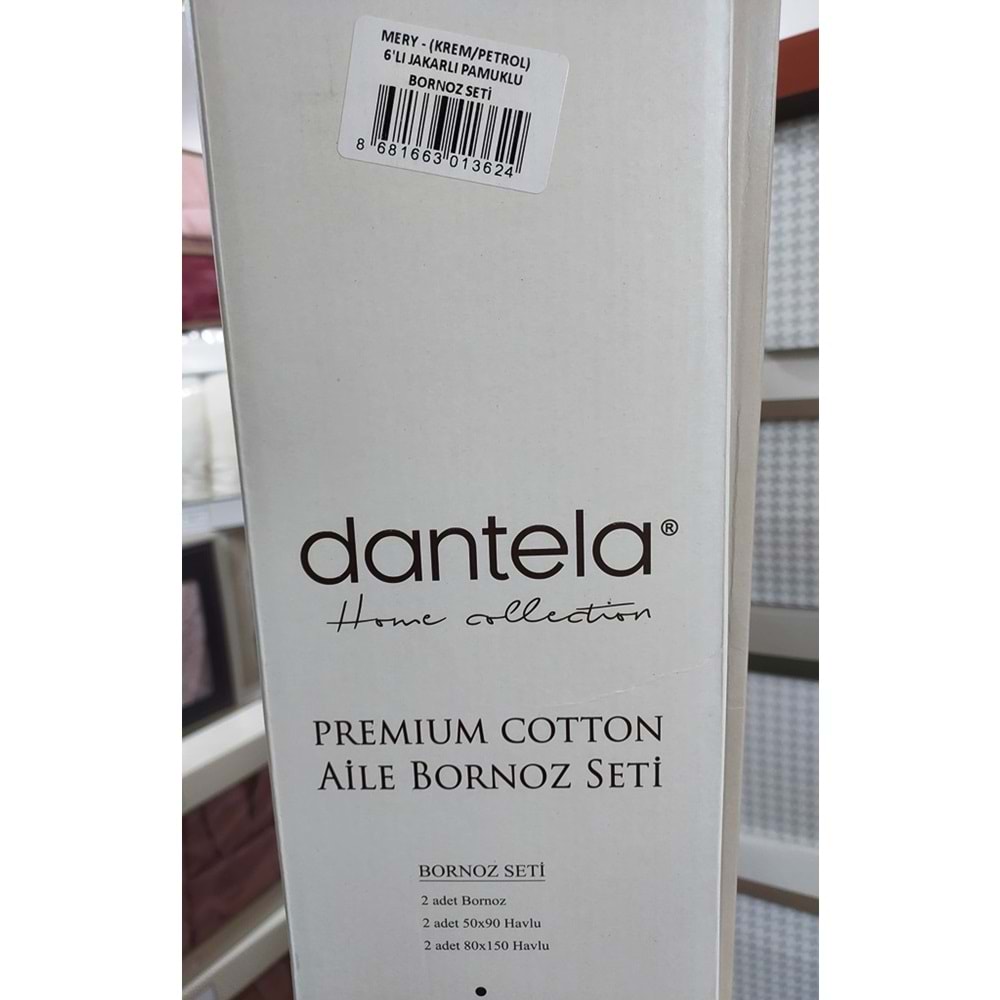 MERY - (KREM/PETROL)
6'LI JAKARLI PAMUKLU
BORNOZ SETİ
8 681663 013624
dantela®
Home collection
PREMIUM COTTON
AİLE BORNOZ SETİ
BORNOZ SETİ
2 adet Bornoz
2 adet 50x90 Havlu
2 adet 80x150 Havlu